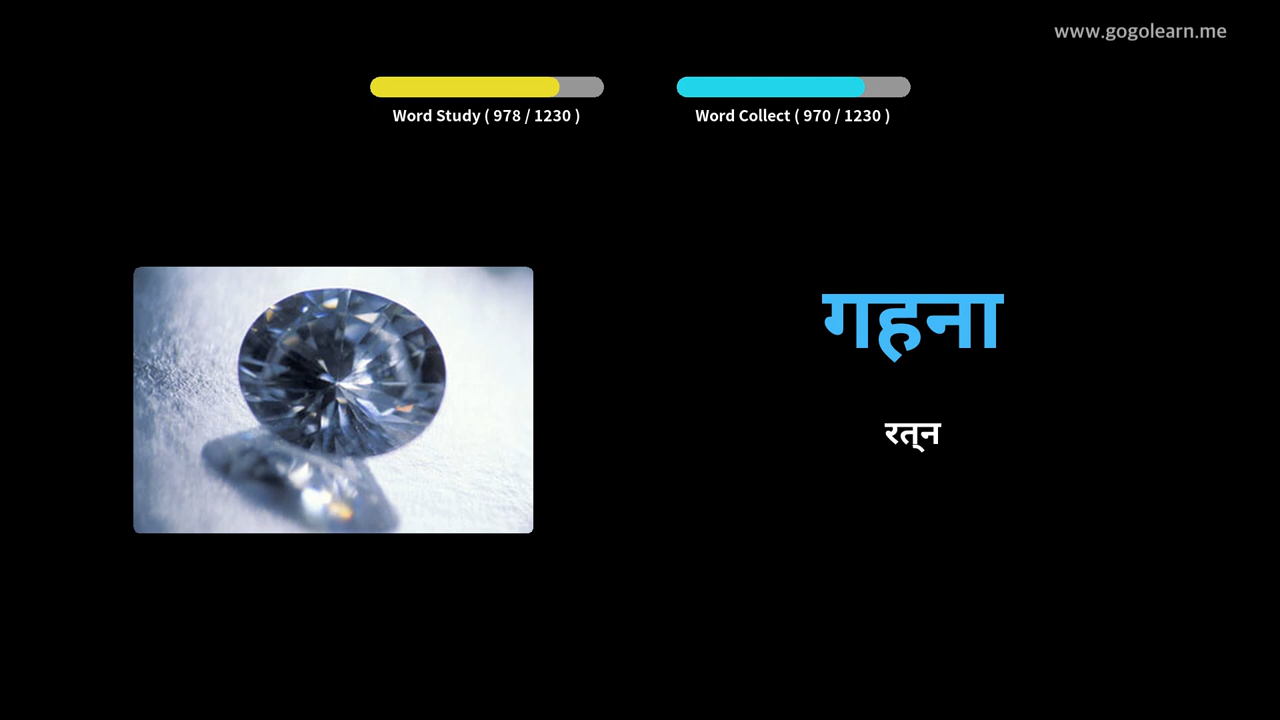 www.gogolearn.me
Word Study ( 978 / 1230 )
Word Collect ( 970 / 1230 )
गहना
रत्‌न